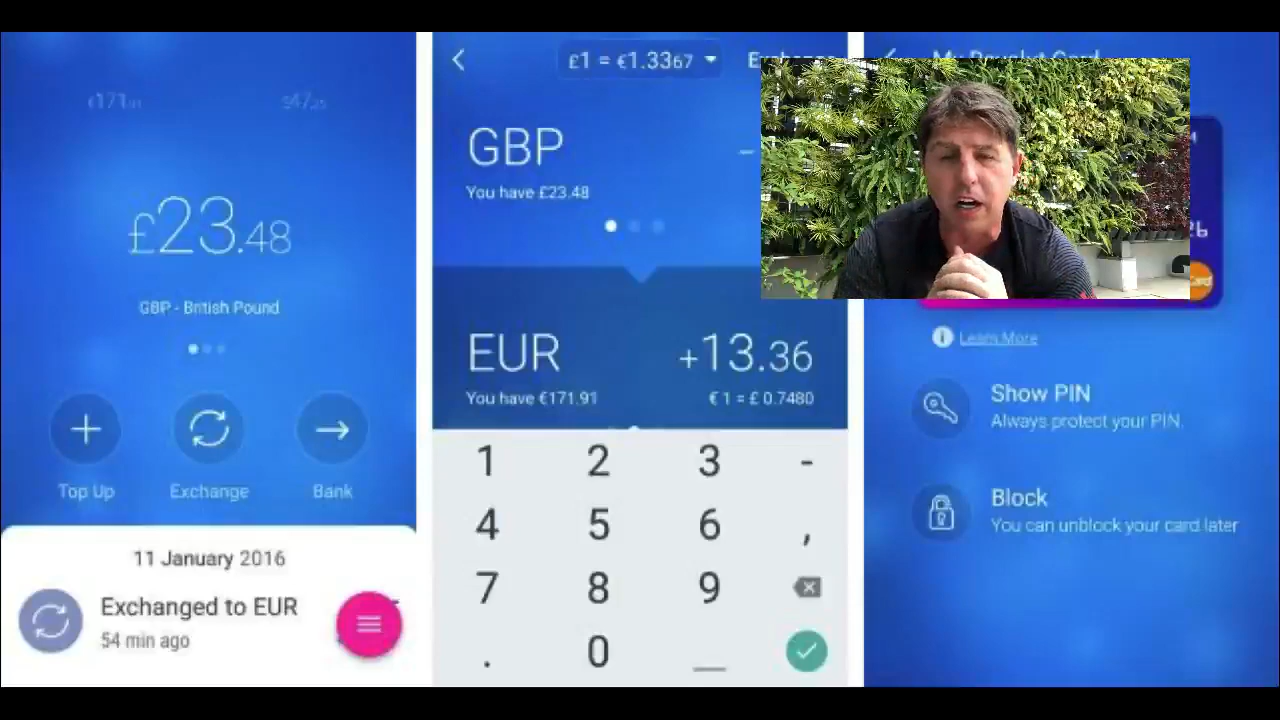 £23.48
GBP - British Pound
Top Up
Exchange
Bank
11 January 2016
Exchanged to EUR
54 min ago
£1 = €1.3367
GBP
You have £23.48
EUR
+13.36
You have €171.91
€ 1 = £ 0.7480
1 2 3 -
4 5 6 ,
7 8 9
. 0 _
Learn More
Show PIN
Always protect your PIN.
Block
You can unblock your card later